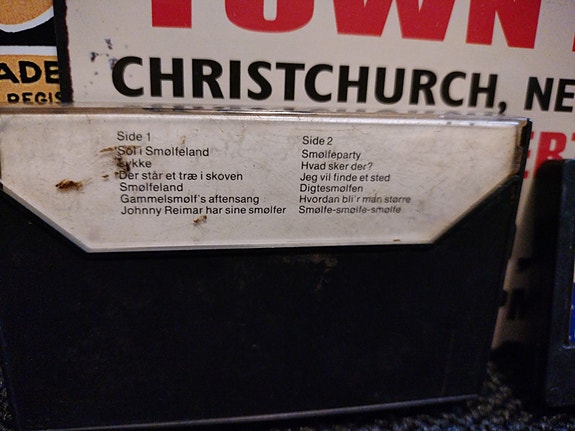 TOWN
ADE
REGIS
CHRISTCHURCH, NE
ERT
Side 1
Sol i Smølfeland
Lykke
Der står et træ i skoven
Smølfeland
Gammelsmølf's aftensang
Johnny Reimar har sine smølfer
Side 2
Smølfeparty
Hvad sker der?
Jeg vil finde et sted
Digtesmølfen
Hvordan bli'r man større
Smølfe-smølfe-smølfe